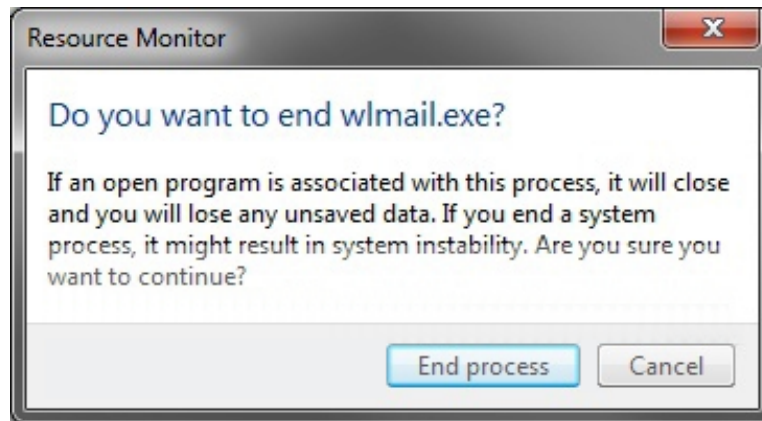 Resource Monitor
Do you want to end wlmail.exe?
If an open program is associated with this process, it will close
and you will lose any unsaved data. If you end a system
process, it might result in system instability. Are you sure you
want to continue?
End process Cancel